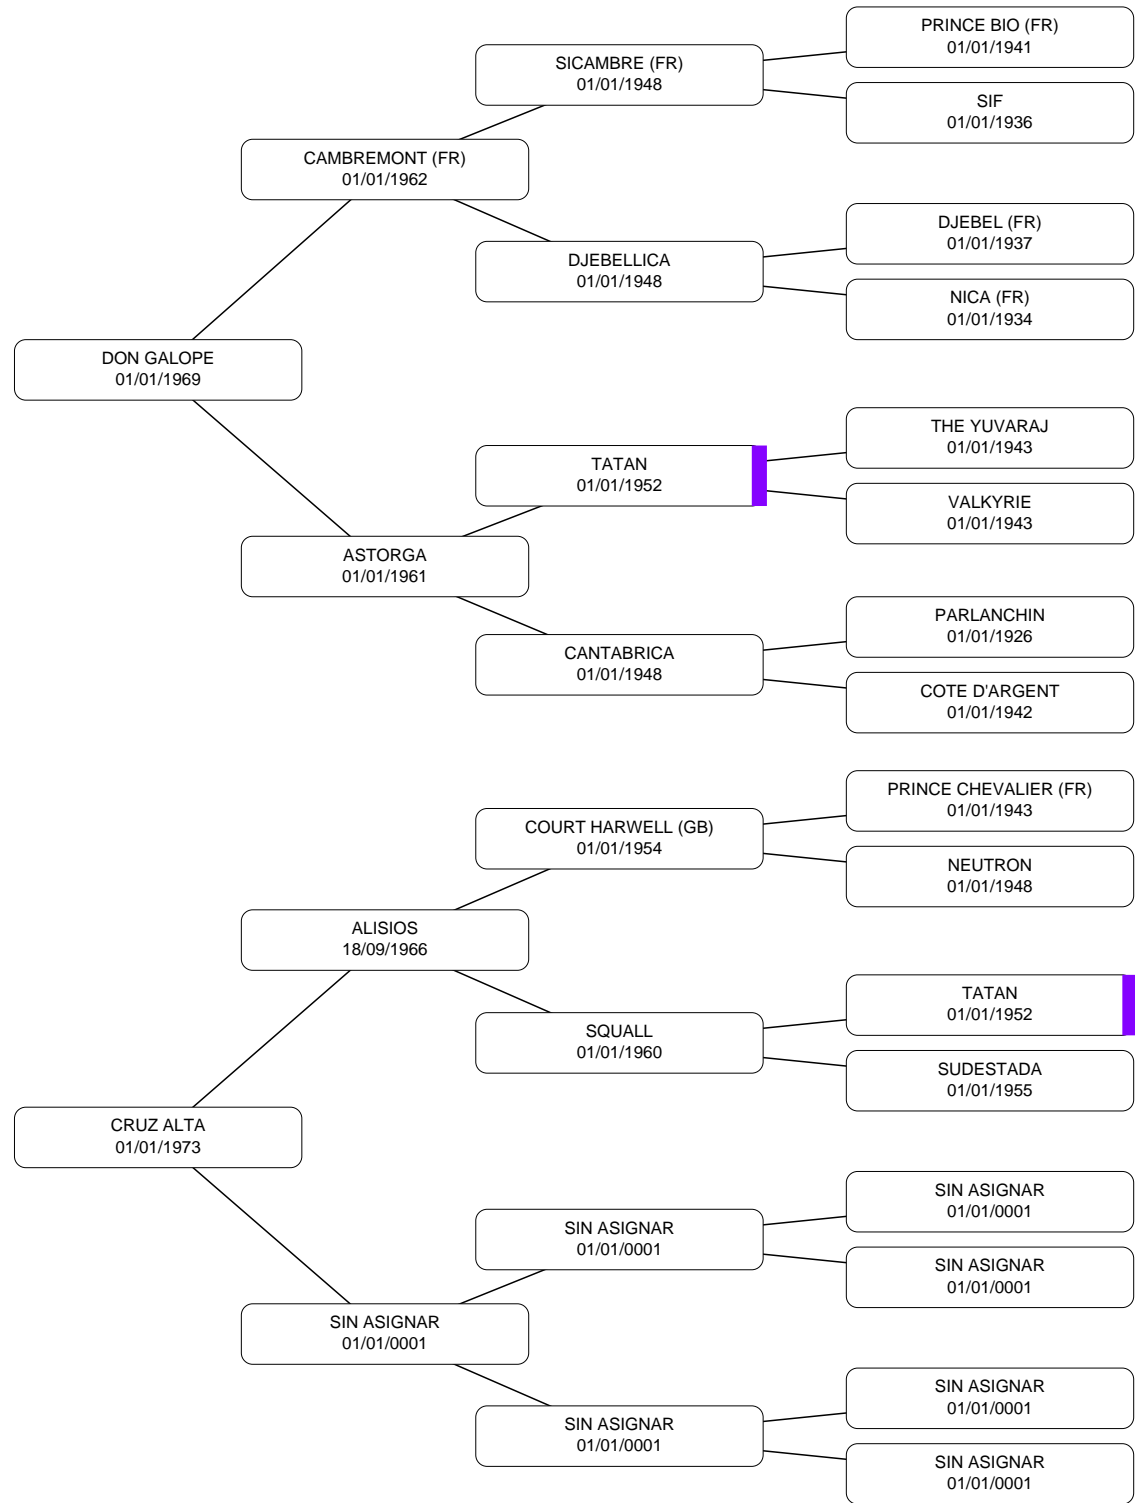 PRINCE BIO (FR)
01/01/1941
SICAMBRE (FR)
01/01/1948
SIF
01/01/1936
CAMBREMONT (FR)
01/01/1962
DJEBEL (FR)
01/01/1937
DJEBELLICA
01/01/1948
NICA (FR)
01/01/1934
DON GALOPE
01/01/1969
THE YUVARAJ
01/01/1943
TATAN
01/01/1952
VALKYRIE
01/01/1943
ASTORGA
01/01/1961
PARLANCHIN
01/01/1926
CANTABRICA
01/01/1948
COTE D'ARGENT
01/01/1942
PRINCE CHEVALIER (FR)
01/01/1943
COURT HARWELL (GB)
01/01/1954
NEUTRON
01/01/1948
ALISIOS
18/09/1966
TATAN
01/01/1952
SQUALL
01/01/1960
SUDESTADA
01/01/1955
CRUZ ALTA
01/01/1973
SIN ASIGNAR
01/01/0001
SIN ASIGNAR
01/01/0001
SIN ASIGNAR
01/01/0001
SIN ASIGNAR
01/01/0001
SIN ASIGNAR
01/01/0001
SIN ASIGNAR
01/01/0001
SIN ASIGNAR
01/01/0001